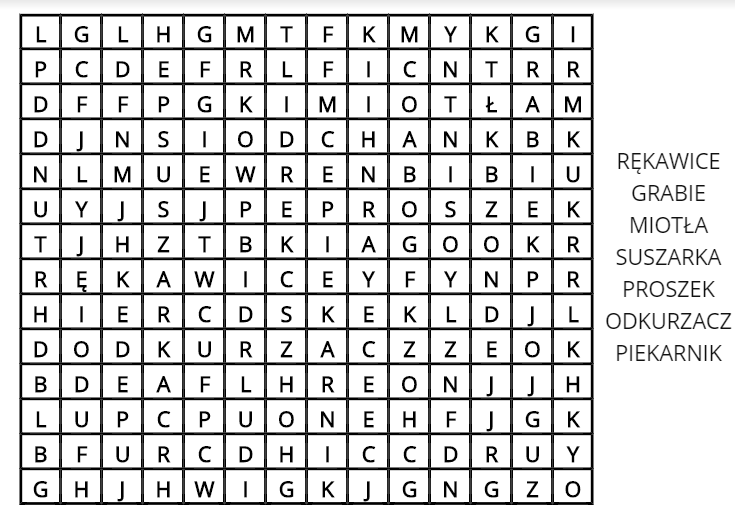 L G L H G M T F K M Y K G I
P C D E F R L F I C N T R R
D F F P G K I M I O T Ł A M
D J N S I O D C H A N K B K
N L M U E W R E N B I B I U
U Y J S J P E P R O S Z E K
T J H Z T B K I A G O O K R
R Ę K A W I C E Y F Y N P R
H I E R C D S K E K L D J L
D O D K U R Z A C Z Z E O K
B D E A F L H R E O N J J H
L U P C P U O N E H F J G K
B F U R C D H I C C D R U Y
G H J H W I G K J G N G Z O
RĘKAWICE
GRABIE
MIOTŁA
SUSZARKA
PROSZEK
ODKURZACZ
PIEKARNIK